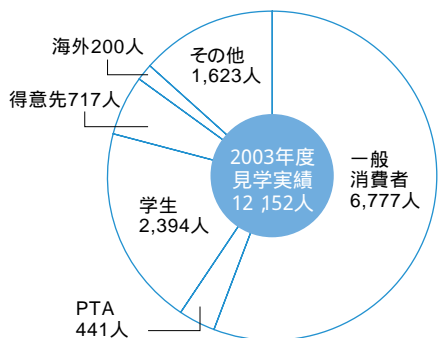 海外200人
その他
1,623人
得意先717人
2003年度
見学実績
12,152人
一般
消費者
6,777人
学生
2,394人
PTA
441人